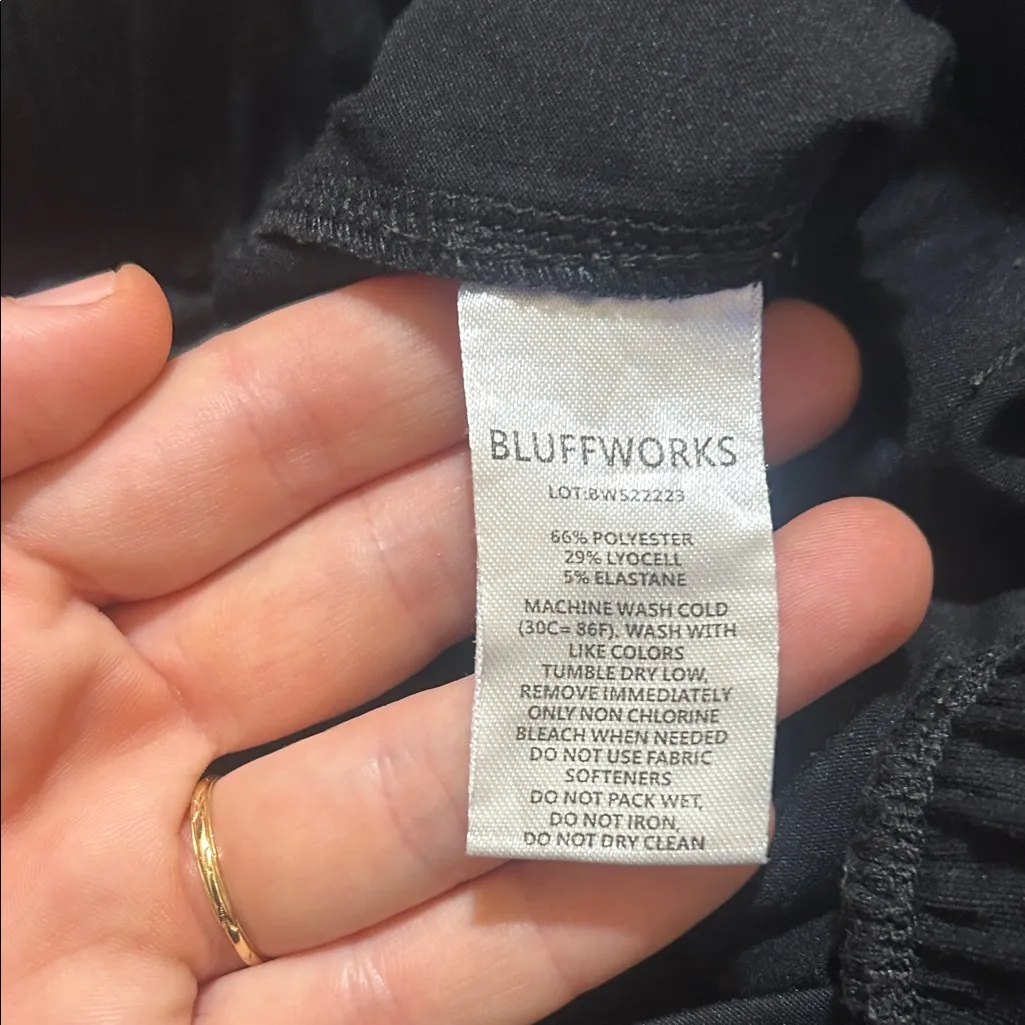 BLUFFWORKS
LOT:BWS22223
66% POLYESTER
29% LYOCELL
5% ELASTANE
MACHINE WASH COLD
(30C= 86F). WASH WITH
LIKE COLORS
TUMBLE DRY LOW,
REMOVE IMMEDIATELY
ONLY NON CHLORINE
BLEACH WHEN NEEDED
DO NOT USE FABRIC
SOFTENERS
DO NOT PACK WET,
DO NOT IRON,
DO NOT DRY CLEAN